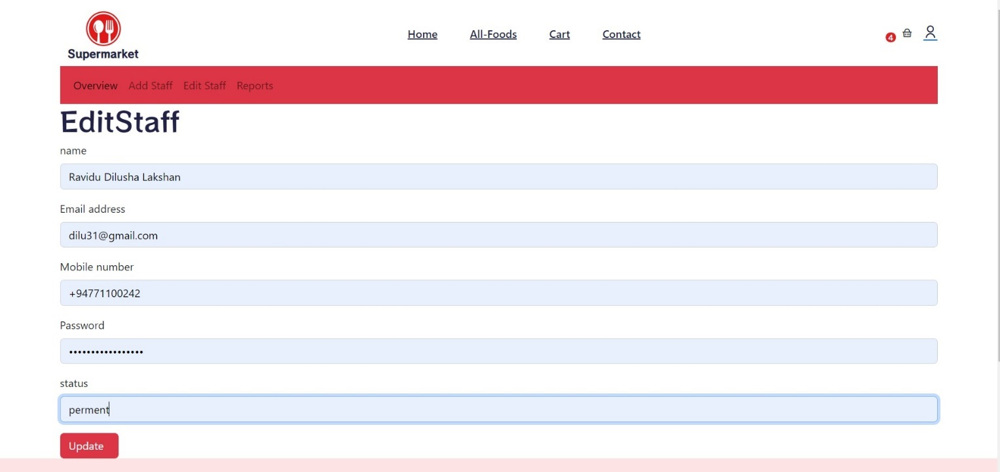 Supermarket
Home All-Foods Cart Contact 4
Overview Add Staff Edit Staff Reports
EditStaff
name
Ravidu Dilusha Lakshan
Email address
dilu31@gmail.com
Mobile number
+94771100242
Password
•••••••••••••••••
status
perment
Update